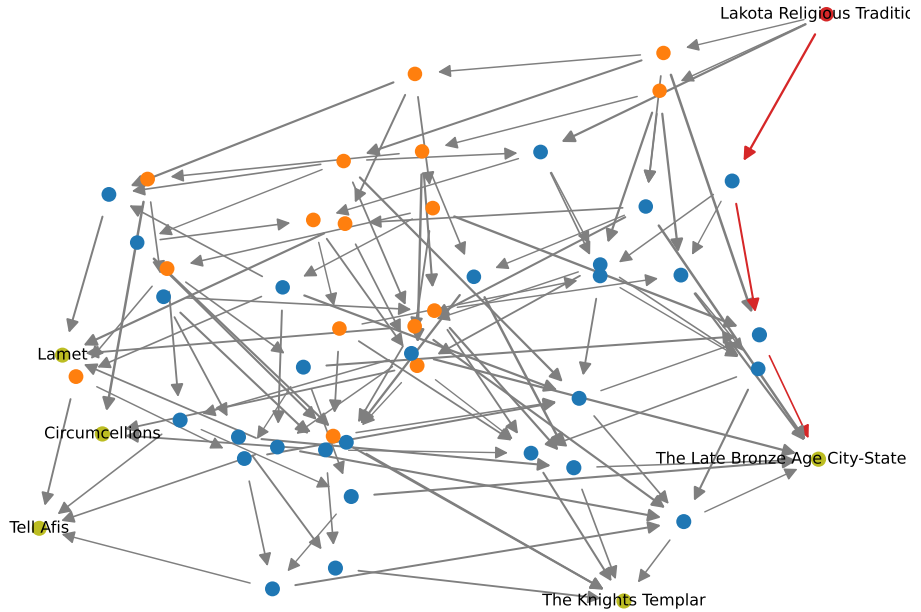 Lakota Religious Traditio
Lamet
Circumcellions
The Late Bronze Age City-State
Tell Afis
The Knights Templar